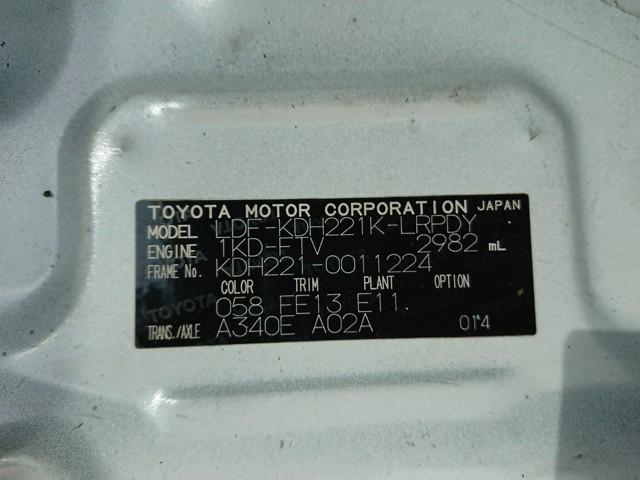 TOYOTA MOTOR CORPORATION JAPAN
MODEL LDF-KDH221K-LRPDY
ENGINE 1KD-FTV 2982 mL
FRAME No. KDH221-0011224
COLOR TRIM PLANT OPTION
058 FE13 E11
TRANS./AXLE A340E A02A 014